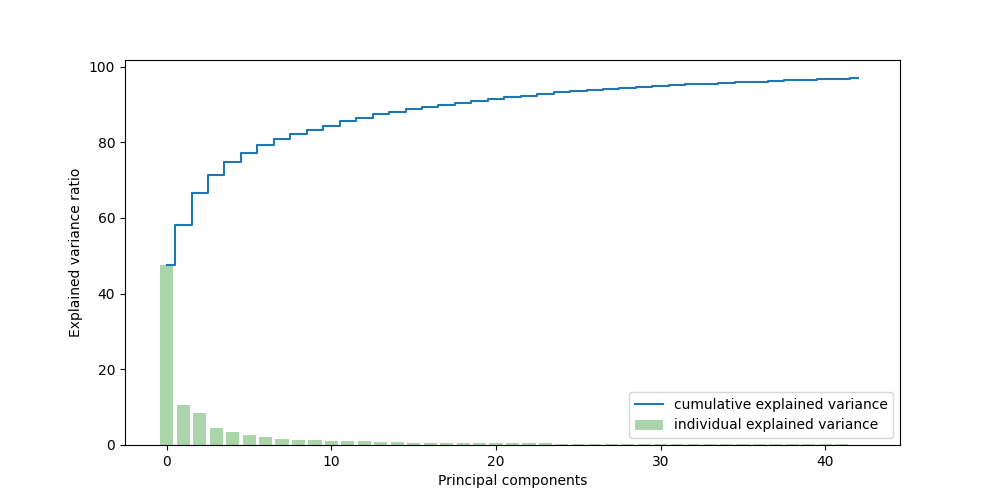 100
80
60
40
20
0
Explained variance ratio
cumulative explained variance
individual explained variance
0 10 20 30 40
Principal components